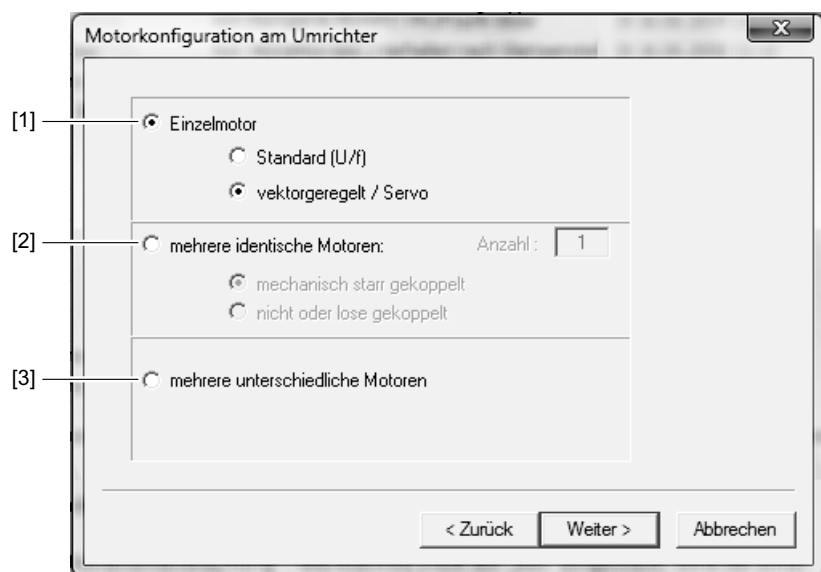 Motorkonfiguration am Umrichter
x
[1]
Einzelmotor
Standard (U/f)
vektorgeregelt / Servo
[2]
mehrere identische Motoren: Anzahl : 1
mechanisch starr gekoppelt
nicht oder lose gekoppelt
[3]
mehrere unterschiedliche Motoren
< Zurück Weiter > Abbrechen